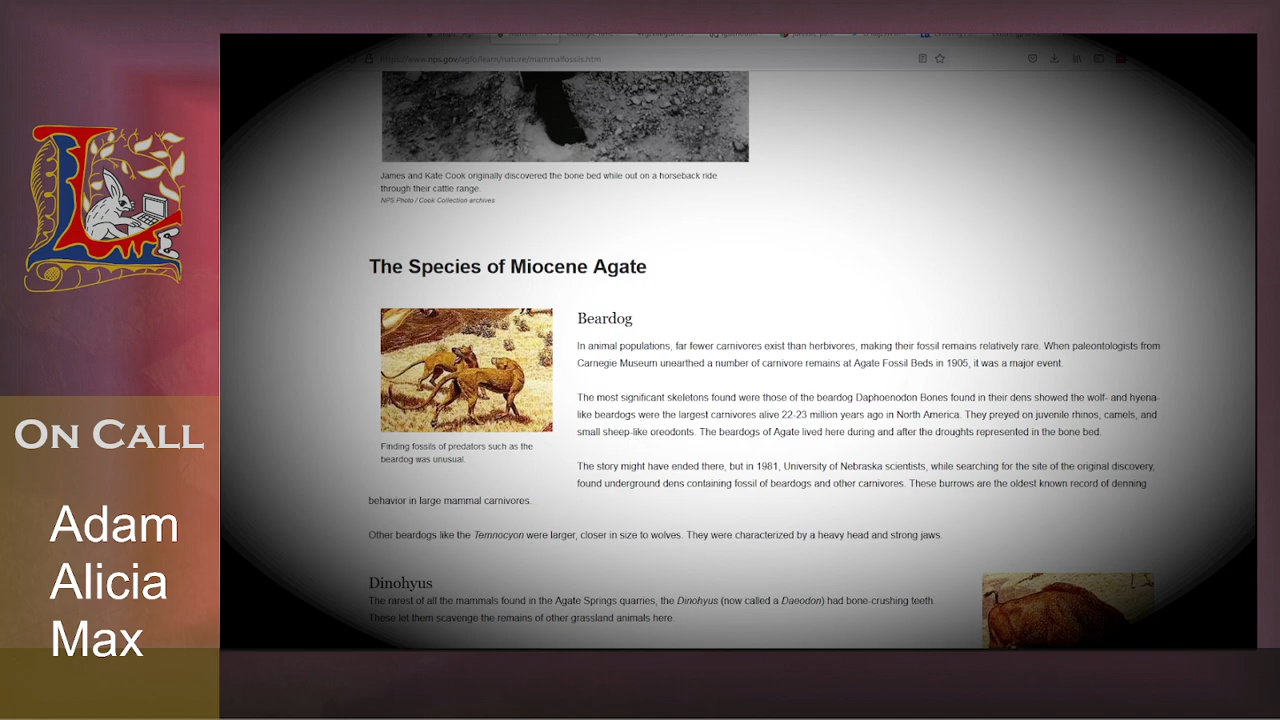 https://www.nps.gov/agfo/learn/nature/mammalfossils.htm
James and Kate Cook originally discovered the bone bed while out on a horseback ride
through their cattle range.
NPS Photo / Cook Collection archives
The Species of Miocene Agate
Beardog
In animal populations, far fewer carnivores exist than herbivores, making their fossil remains relatively rare. When paleontologists from
Carnegie Museum unearthed a number of carnivore remains at Agate Fossil Beds in 1905, it was a major event.
The most significant skeletons found were those of the beardog Daphoenodon Bones found in their dens showed the wolf- and hyena-
like beardogs were the largest carnivores alive 22-23 million years ago in North America. They preyed on juvenile rhinos, camels, and
small sheep-like oreodonts. The beardogs of Agate lived here during and after the droughts represented in the bone bed.
Finding fossils of predators such as the
beardog was unusual.
The story might have ended there, but in 1981, University of Nebraska scientists, while searching for the site of the original discovery,
found underground dens containing fossil of beardogs and other carnivores. These burrows are the oldest known record of denning
behavior in large mammal carnivores.
Other beardogs like the Temnocyon were larger, closer in size to wolves. They were characterized by a heavy head and strong jaws.
Dinohyus
The rarest of all the mammals found in the Agate Springs quarries, the Dinohyus (now called a Daeodon) had bone-crushing teeth.
These let them scavenge the remains of other grassland animals here.
On Call
Adam
Alicia
Max